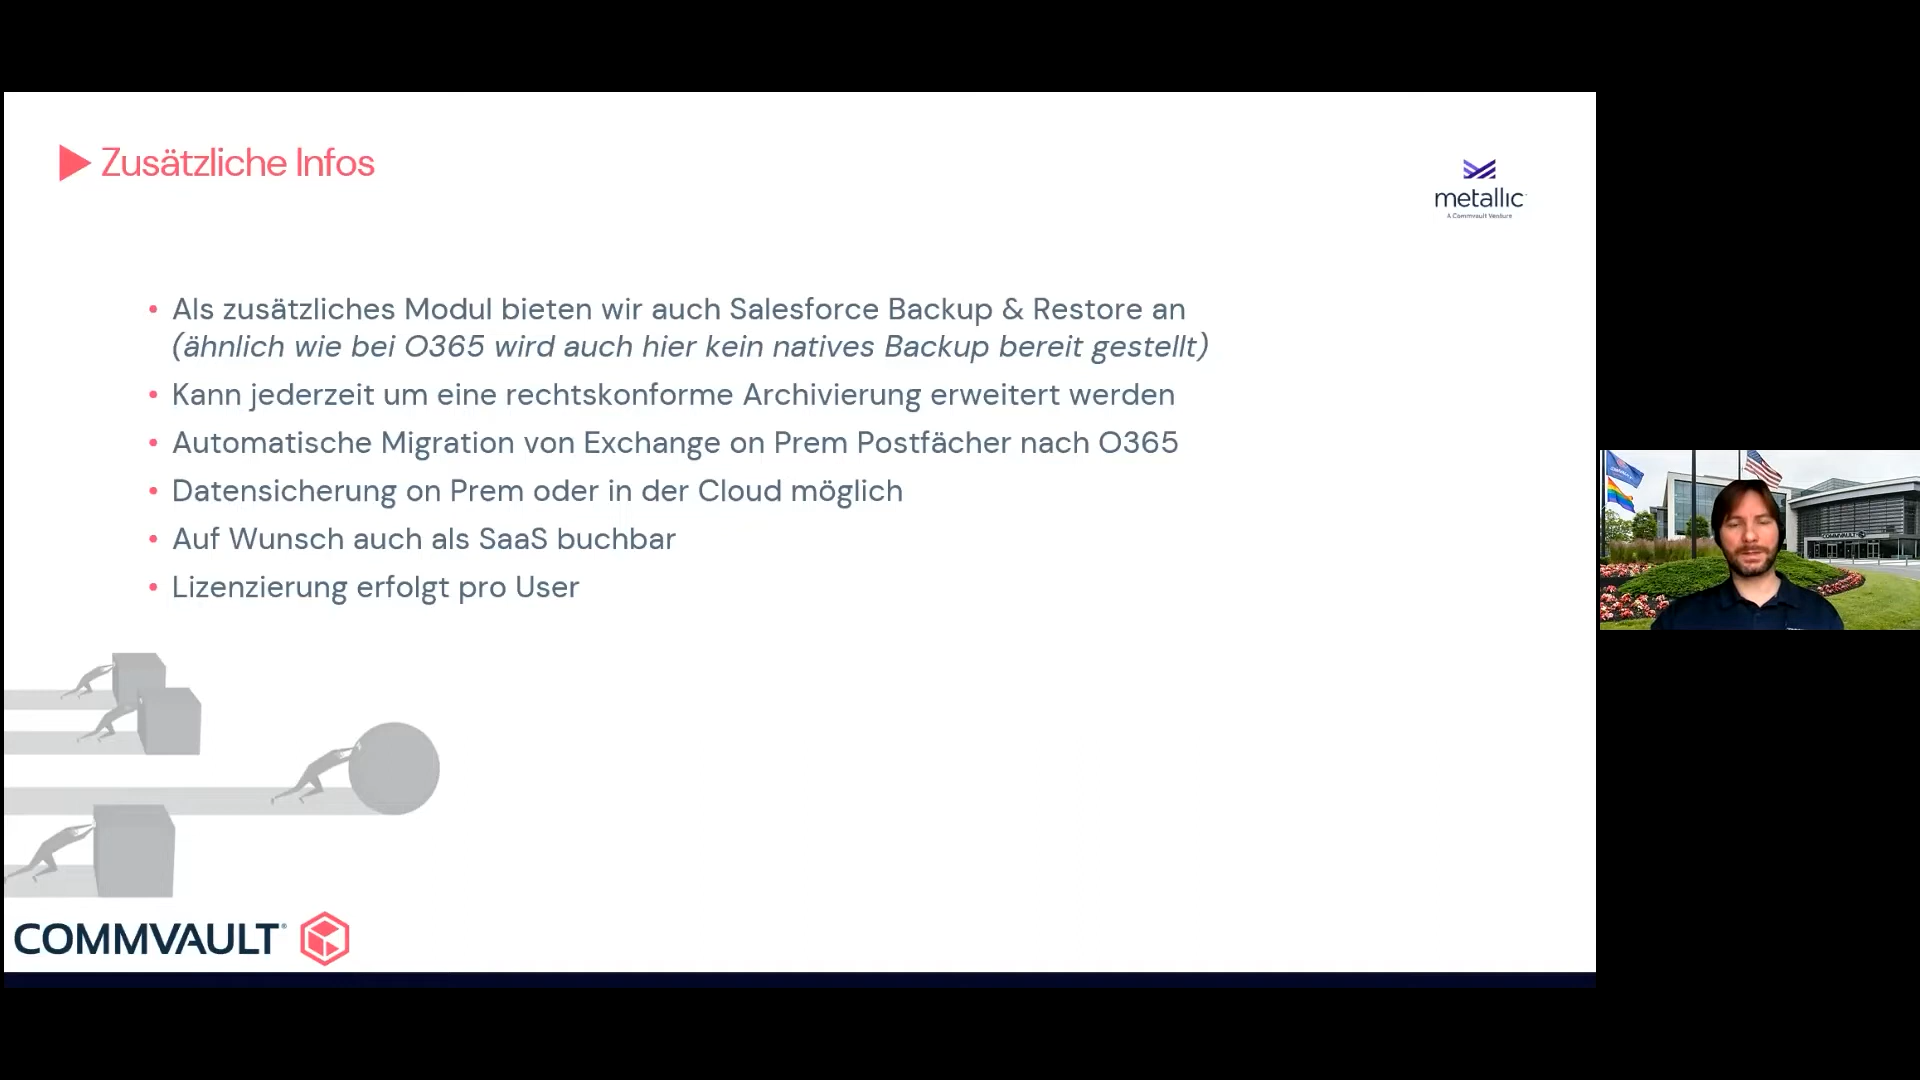 Zusätzliche Infos
metallic
A Commvault Venture
• Als zusätzliches Modul bieten wir auch Salesforce Backup & Restore an
(ähnlich wie bei O365 wird auch hier kein natives Backup bereit gestellt)
• Kann jederzeit um eine rechtskonforme Archivierung erweitert werden
• Automatische Migration von Exchange on Prem Postfächer nach O365
• Datensicherung on Prem oder in der Cloud möglich
• Auf Wunsch auch als SaaS buchbar
• Lizenzierung erfolgt pro User
COMMVAULT
COMMVAULT